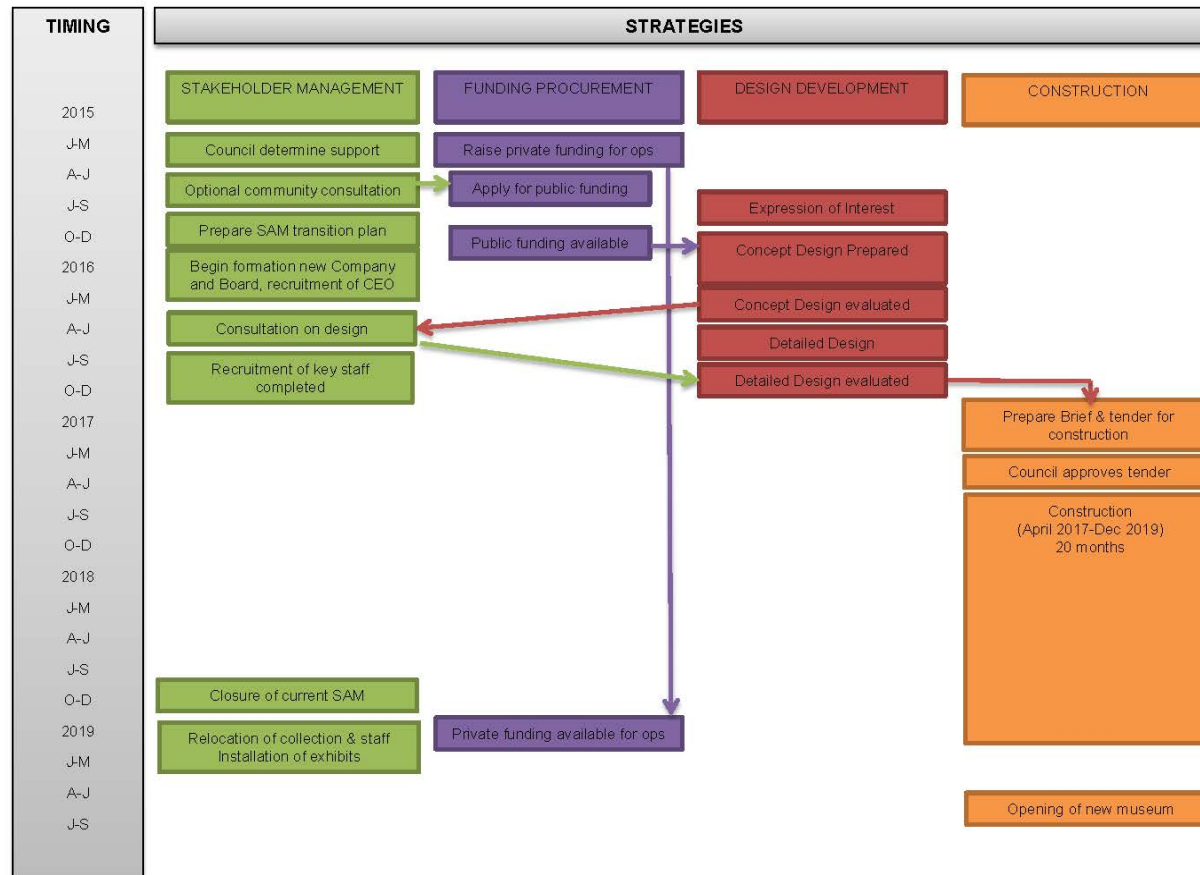 TIMING
STRATEGIES
STAKEHOLDER MANAGEMENT
FUNDING PROCUREMENT
DESIGN DEVELOPMENT
CONSTRUCTION
2015
J-M
A-J
J-S
O-D
2016
J-M
A-J
J-S
O-D
2017
J-M
A-J
J-S
O-D
2018
J-M
A-J
J-S
O-D
2019
J-M
A-J
J-S
Council determine support
Optional community consultation
Prepare SAM transition plan
Begin formation new Company
and Board, recruitment of CEO
Consultation on design
Recruitment of key staff
completed
Closure of current SAM
Relocation of collection & staff
Installation of exhibits
Raise private funding for ops
Apply for public funding
Public funding available
Private funding available for ops
Expression of Interest
Concept Design Prepared
Concept Design evaluated
Detailed Design
Detailed Design evaluated
Prepare Brief & tender for
construction
Council approves tender
Construction
(April 2017-Dec 2019)
20 months
Opening of new museum